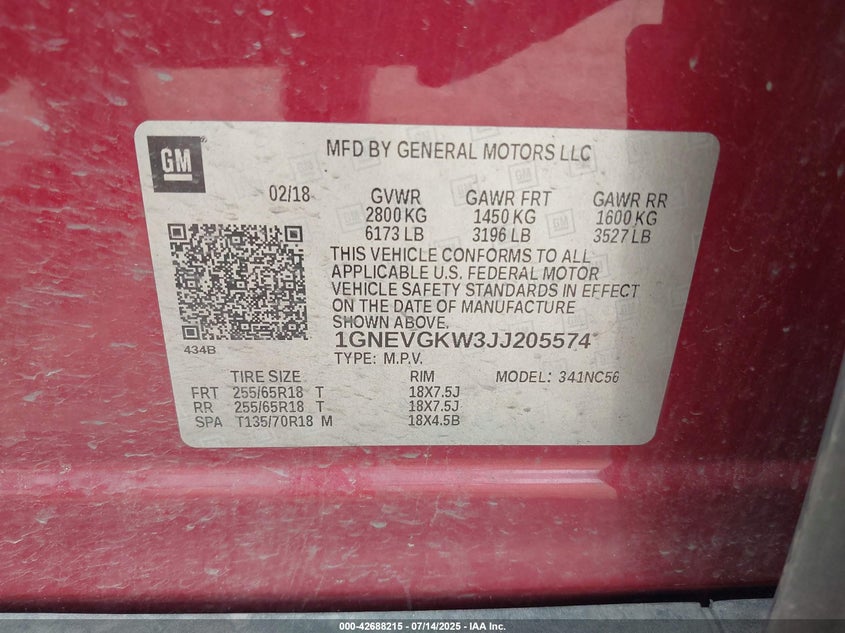 GM
MFD BY GENERAL MOTORS LLC
02/18 GVWR GAWR FRT GAWR RR
2800 KG 1450 KG 1600 KG
6173 LB 3196 LB 3527 LB
THIS VEHICLE CONFORMS TO ALL
APPLICABLE U.S. FEDERAL MOTOR
VEHICLE SAFETY STANDARDS IN EFFECT
ON THE DATE OF MANUFACTURE
SHOWN ABOVE.
1GNEVGKW3JJ205574*
434B
TYPE: M.P.V.
TIRE SIZE RIM MODEL: 341NC56
FRT 255/65R18 T 18X7.5J
RR 255/65R18 T 18X7.5J
SPA T135/70R18 M 18X4.5B
000-42688215 - 07/14/2025 - IAA Inc.